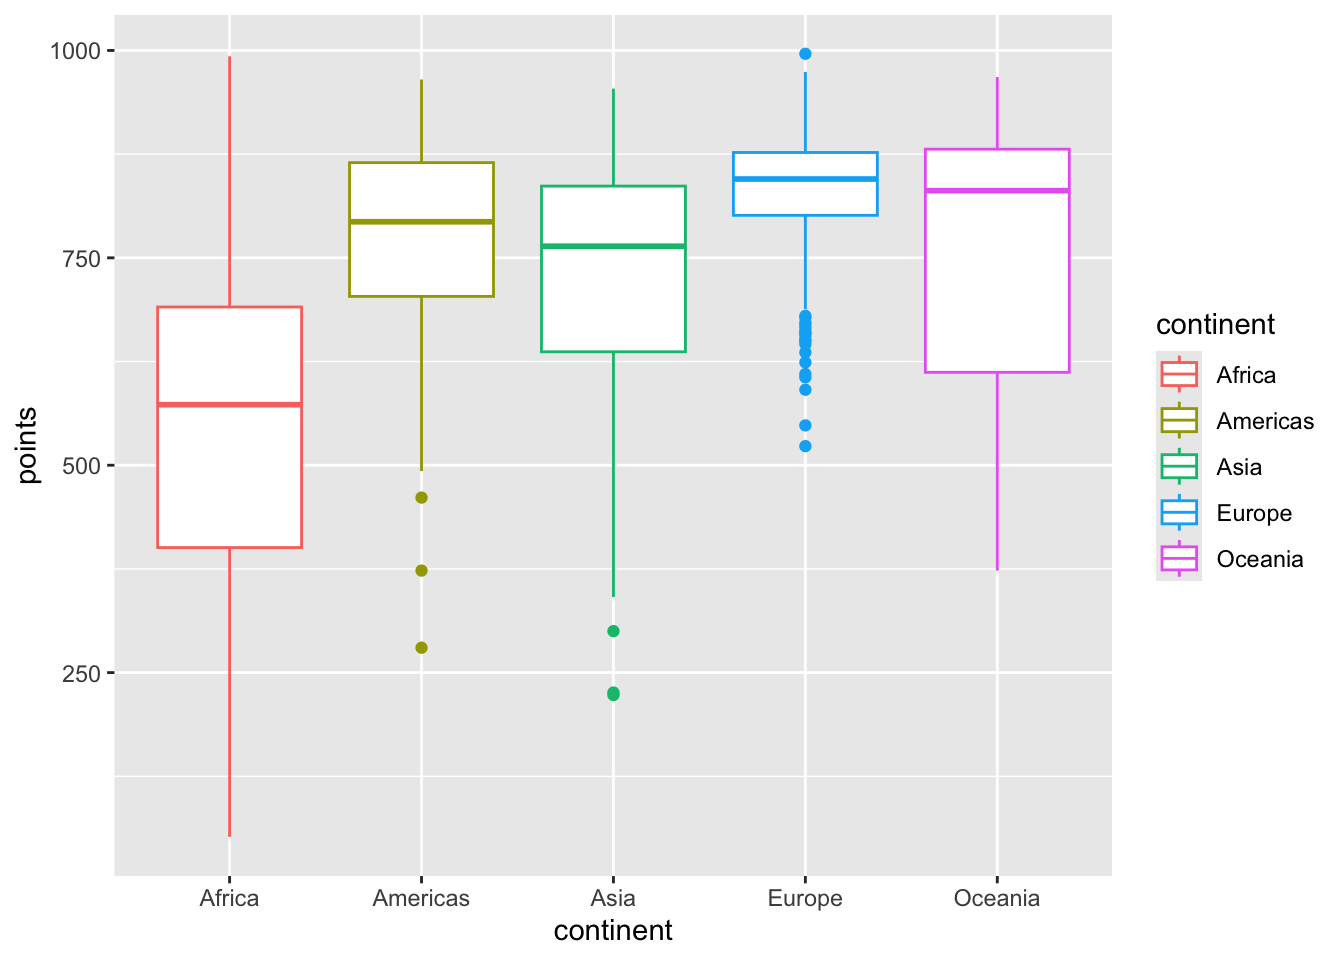 1000
750
500
250
points
Africa
Americas
Asia
Europe
Oceania
continent
continent
Africa
Americas
Asia
Europe
Oceania